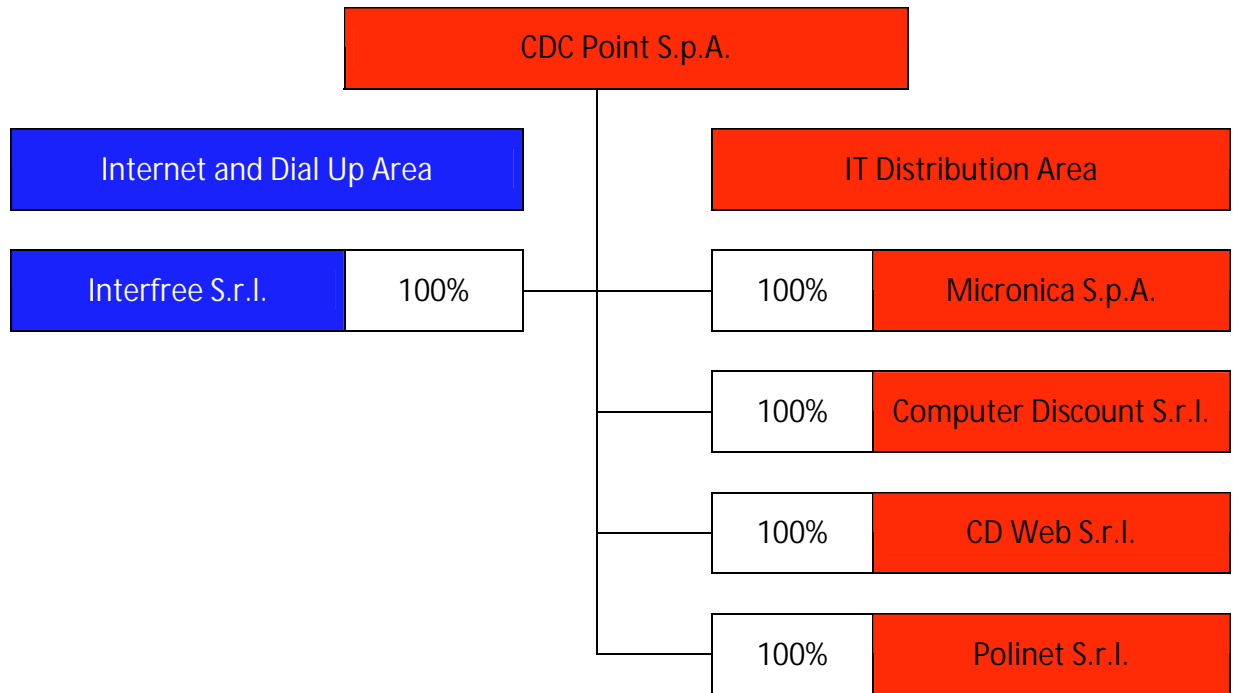 CDC Point S.p.A.
Internet and Dial Up Area
IT Distribution Area
Interfree S.r.l.
100%
100%
Micronica S.p.A.
100%
Computer Discount S.r.l.
100%
CD Web S.r.l.
100%
Polinet S.r.l.